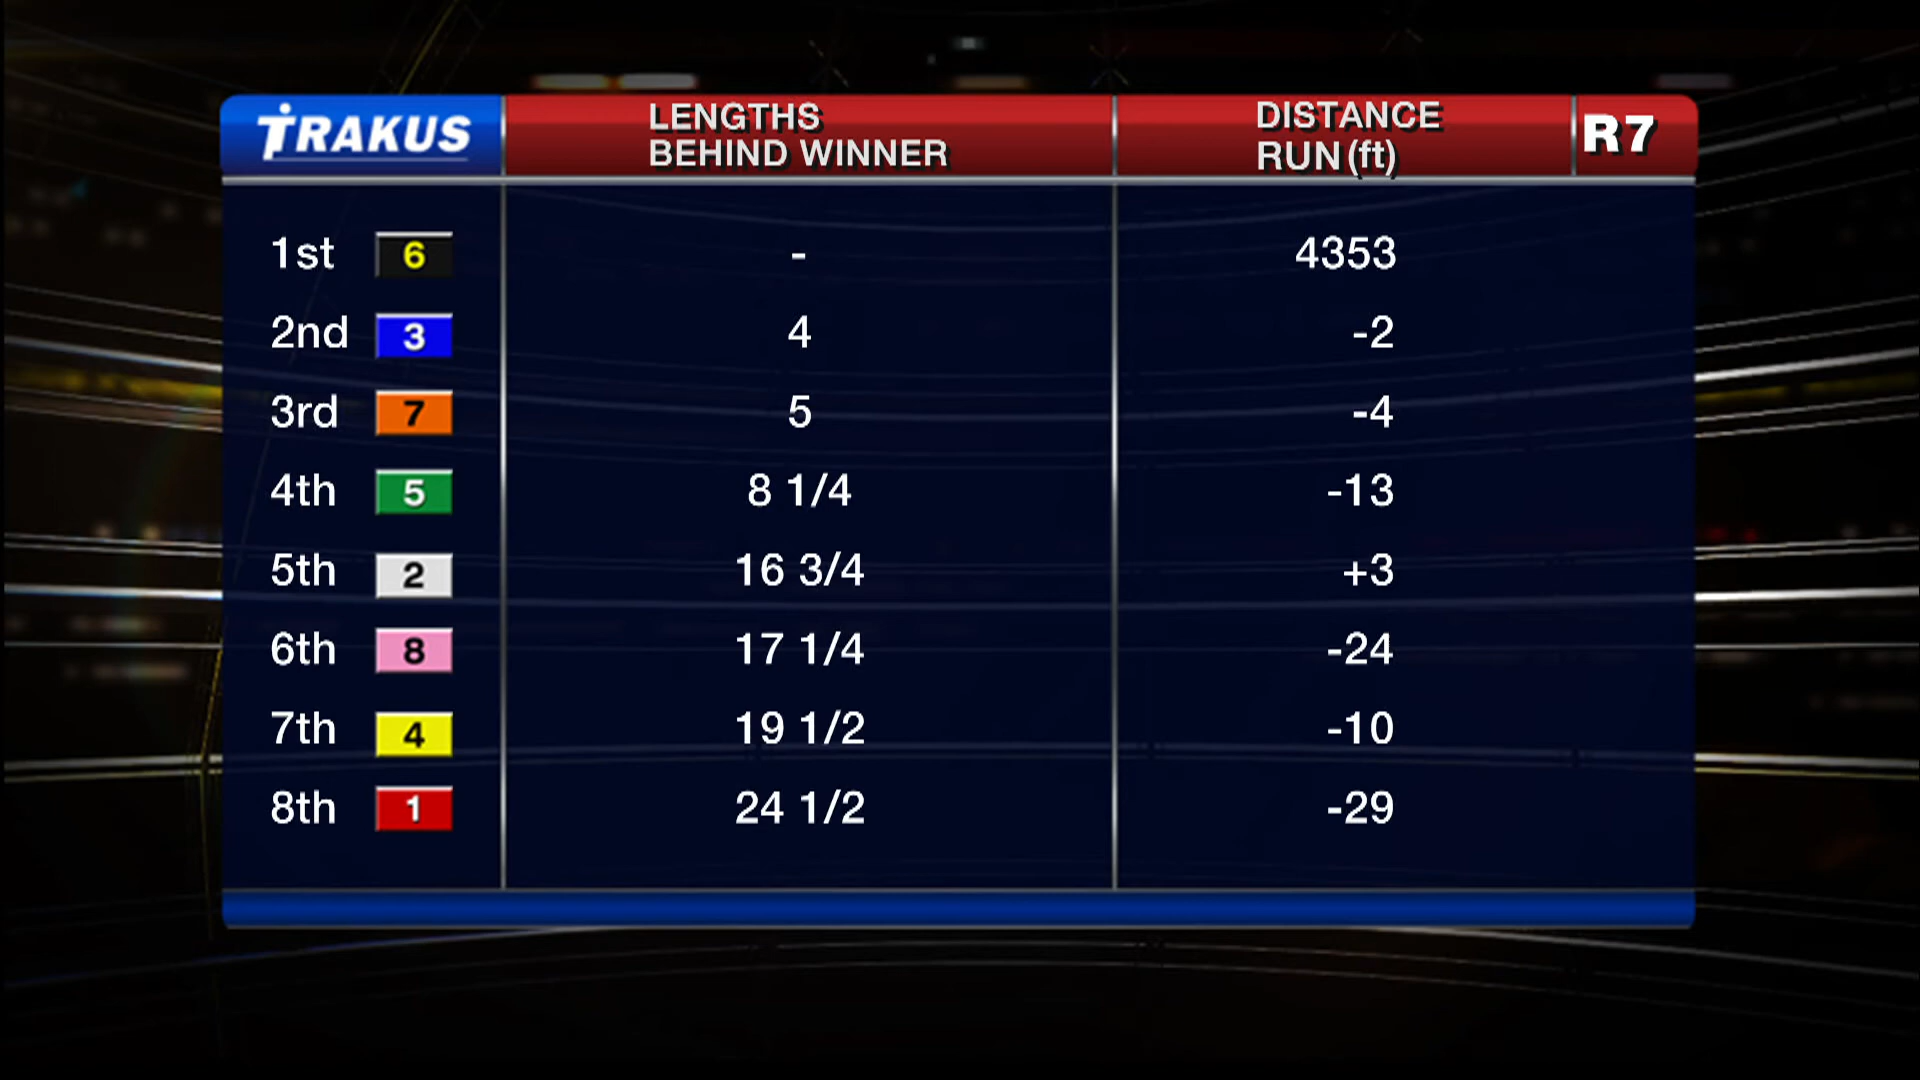 TRAKUS
LENGTHS
BEHIND WINNER
DISTANCE
RUN (ft)
R7
1st 6 - 4353
2nd 3 4 -2
3rd 7 5 -4
4th 5 8 1/4 -13
5th 2 16 3/4 +3
6th 8 17 1/4 -24
7th 4 19 1/2 -10
8th 1 24 1/2 -29